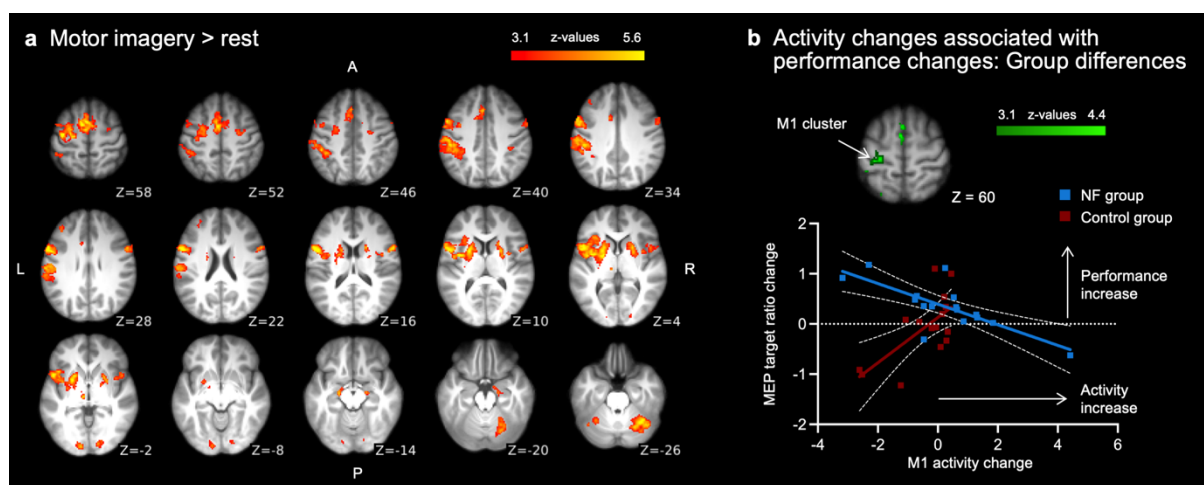 a Motor imagery > rest
3.1 z-values 5.6
A
Z=58
Z=52
Z=46
Z=40
Z=34
L
R
Z=28
Z=22
Z=16
Z=10
Z=4
Z=-2
Z=-8
Z=-14
Z=-20
Z=-26
P
b Activity changes associated with
performance changes: Group differences
3.1 z-values 4.4
M1 cluster
Z = 60
NF group
Control group
MEP target ratio change
2
1
0
-1
-2
Performance
increase
Activity
increase
-4 -2 0 2 4 6
M1 activity change